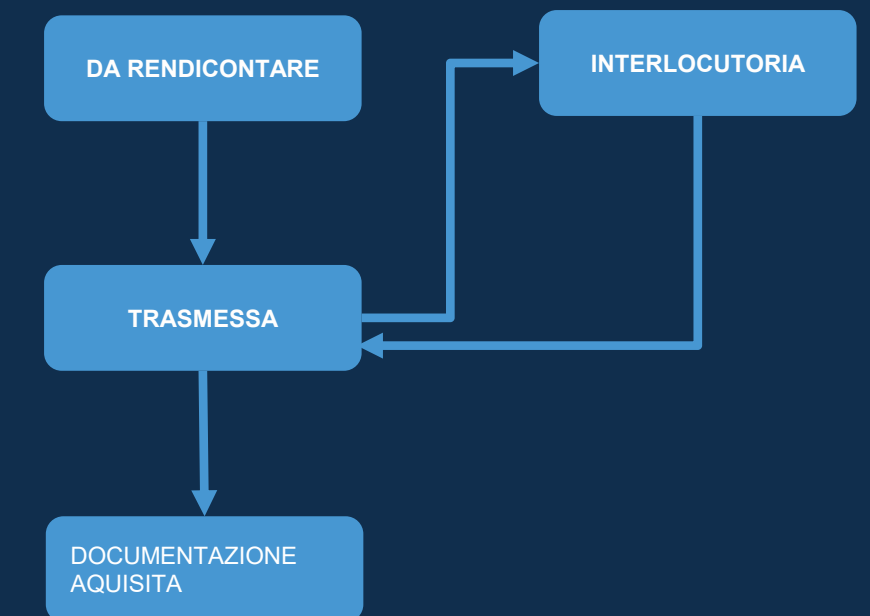 DA RENDICONTARE
INTERLOCUTORIA
TRASMESSA
DOCUMENTAZIONE
AQUISITA